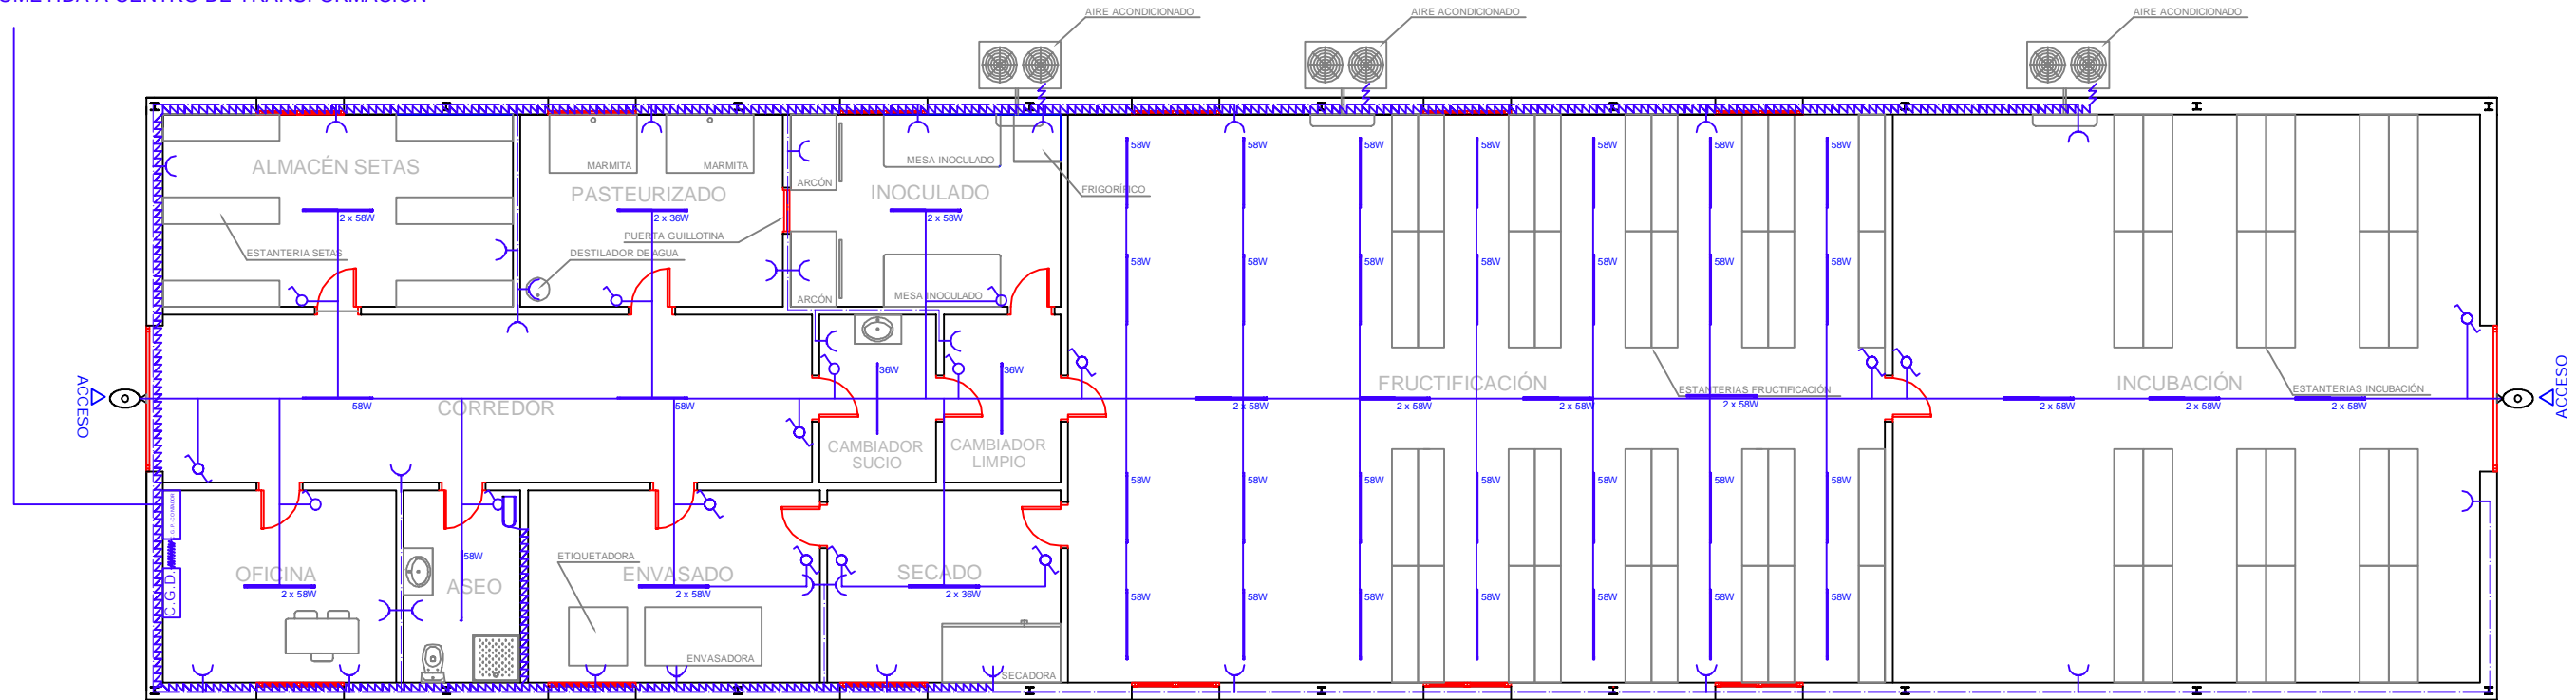 OMETIDA A CENTRO DE TRANSFORMACIÓN
AIRE ACONDICIONADO
AIRE ACONDICIONADO
AIRE ACONDICIONADO
ALMACÉN SETAS
2 x 58W
ESTANTERIA SETAS
MARMITA
MARMITA
PASTEURIZADO
2 x 36W
PUERTA GUILLOTINA
DESTILADOR DE AGUA
ARCÓN
MESA INOCULADO
INOCULADO
2 x 58W
FRIGORÍFICO
ARCÓN
MESA INOCULADO
58W
58W
58W
58W
58W
58W
58W
58W
58W
58W
58W
58W
58W
58W
ACCESO
58W
CORREDOR
58W
36W
CAMBIADOR
SUCIO
36W
CAMBIADOR
LIMPIO
FRUCTIFICACIÓN
ESTANTERIAS FRUCTIFICACIÓN
2 x 58W
2 x 58W
2 x 58W
2 x 58W
INCUBACIÓN
ESTANTERIAS INCUBACIÓN
2 x 58W
2 x 58W
2 x 58W
ACCESO
58W
58W
58W
58W
58W
58W
58W
C.G.D.
OFICINA
2 x 58W
58W
ASEO
ETIQUETADORA
ENVASADO
2 x 58W
ENVASADORA
SECADO
2 x 36W
SECADORA
58W
58W
58W
58W
58W
58W
58W